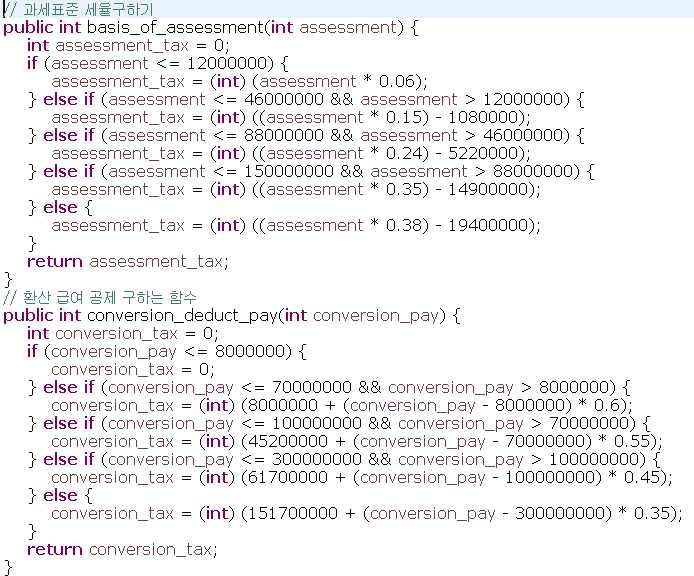 // 과세표준 세율구하기
public int basis_of_assessment(int assessment) {
int assessment_tax = 0;
if (assessment <= 12000000) {
assessment_tax = (int) (assessment * 0.06);
} else if (assessment <= 46000000 && assessment > 12000000) {
assessment_tax = (int) ((assessment * 0.15) - 1080000);
} else if (assessment <= 88000000 && assessment > 46000000) {
assessment_tax = (int) ((assessment * 0.24) - 5220000);
} else if (assessment <= 150000000 && assessment > 88000000) {
assessment_tax = (int) ((assessment * 0.35) - 14900000);
} else {
assessment_tax = (int) ((assessment * 0.38) - 19400000);
}
return assessment_tax;
}
// 환산 급여 공제 구하는 함수
public int conversion_deduct_pay(int conversion_pay) {
int conversion_tax = 0;
if (conversion_pay <= 8000000) {
conversion_tax = 0;
} else if (conversion_pay <= 70000000 && conversion_pay > 8000000) {
conversion_tax = (int) (8000000 + (conversion_pay - 8000000) * 0.6);
} else if (conversion_pay <= 100000000 && conversion_pay > 70000000) {
conversion_tax = (int) (45200000 + (conversion_pay - 70000000) * 0.55);
} else if (conversion_pay <= 300000000 && conversion_pay > 100000000) {
conversion_tax = (int) (61700000 + (conversion_pay - 100000000) * 0.45);
} else {
conversion_tax = (int) (151700000 + (conversion_pay - 300000000) * 0.35);
}
return conversion_tax;
}